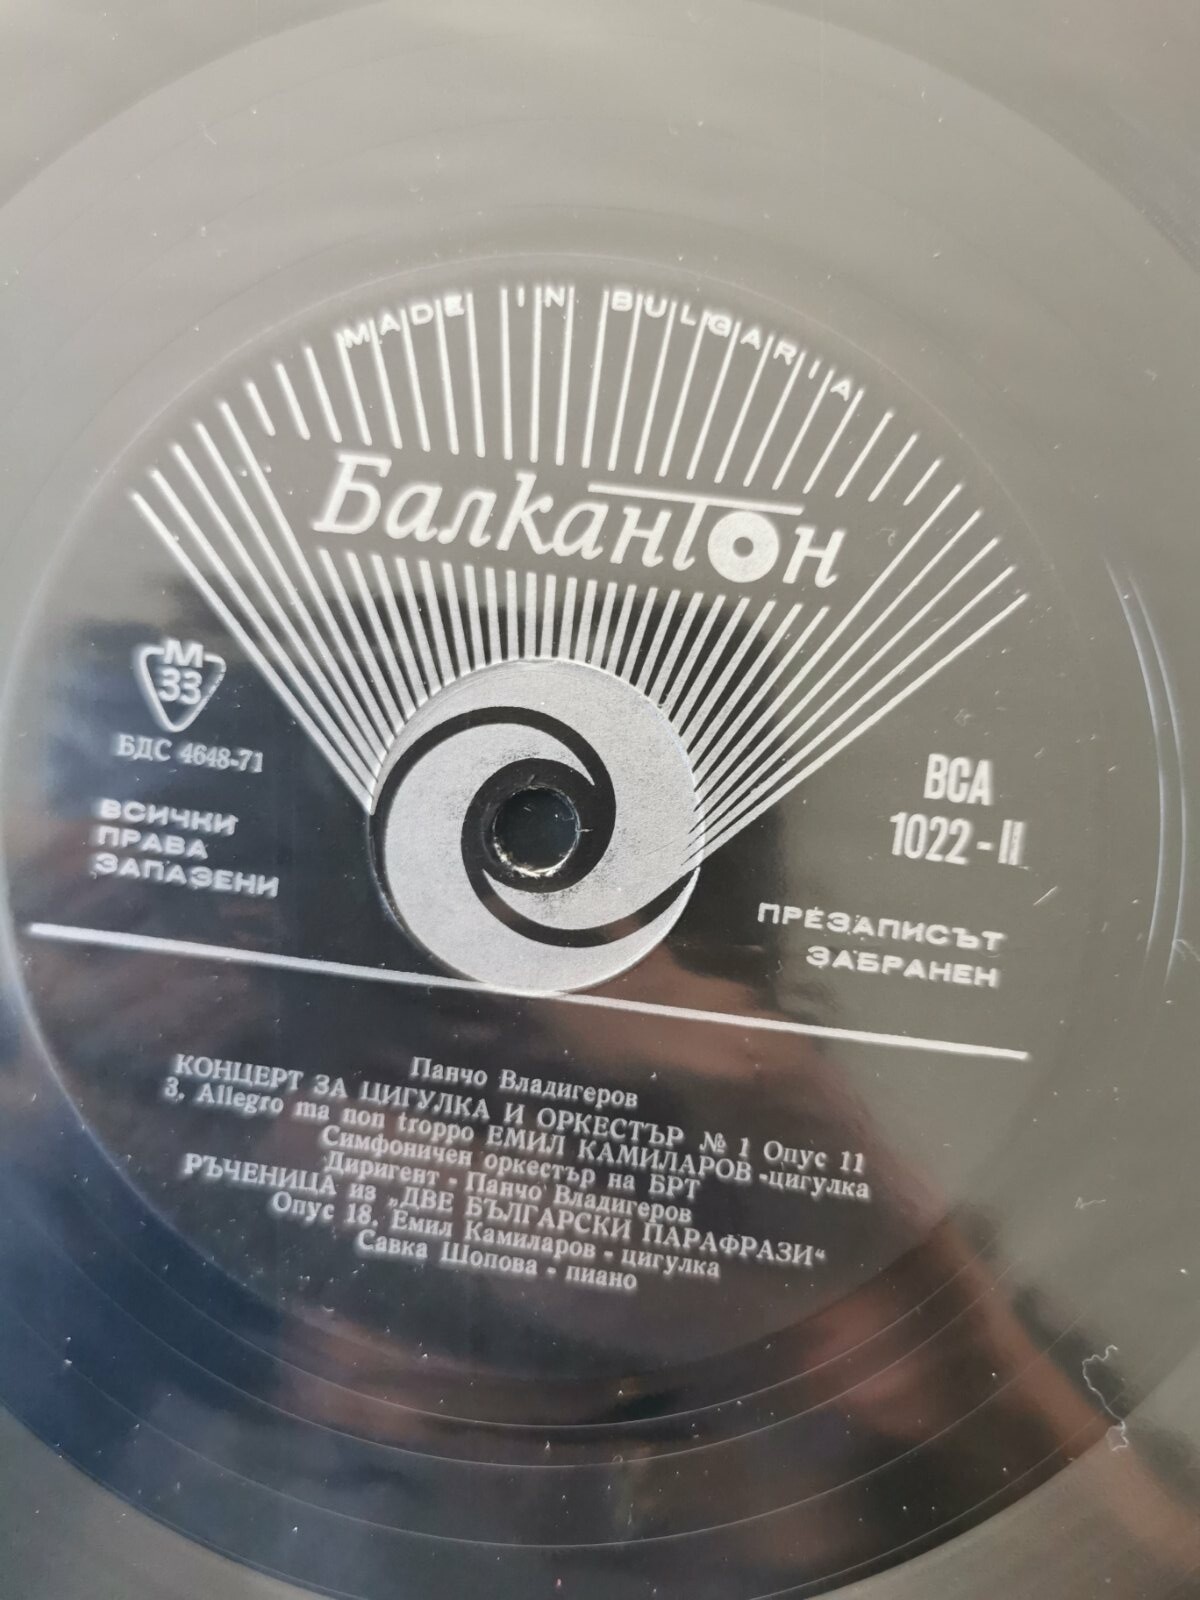 MADE IN BULGARIA
Балкантон
М
33
БДС 4648-71
ВСИЧКИ
ПРАВА
ЗАПАЗЕНИ
ВСА
1022-II
ПРЕЗАПИСЪТ
ЗАБРАНЕН
Панчо Владигеров
КОНЦЕРТ ЗА ЦИГУЛКА И ОРКЕСТЪР № 1 Опус 11
3. Allegro ma non troppo ЕМИЛ КАМИЛАРОВ - цигулка
Симфоничен оркестър на БРТ
Диригент - Панчо Владигеров
РЪЧЕНИЦА из „ДВЕ БЪЛГАРСКИ ПАРАФРАЗИ“
Опус 18. Емил Камиларов - цигулка
Савка Шопова - пиано